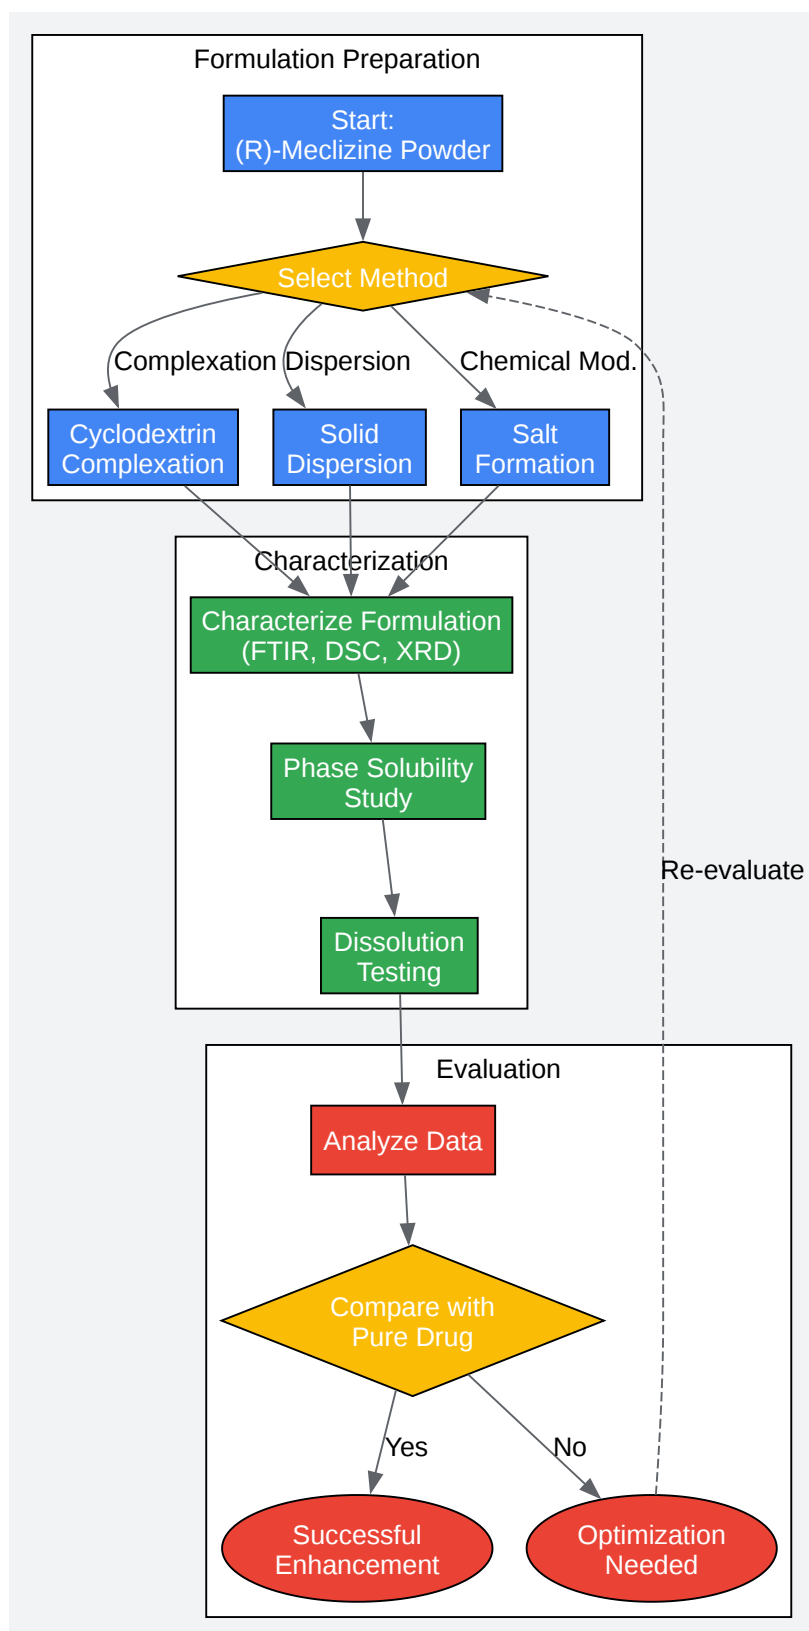 Formulation Preparation
Start:
(R)-Meclizine Powder
Select Method
Complexation
Dispersion
Chemical Mod.
Cyclodextrin
Complexation
Solid
Dispersion
Salt
Formation
Characterization
Characterize Formulation
(FTIR, DSC, XRD)
Phase Solubility
Study
Re-evaluate
Dissolution
Testing
Evaluation
Analyze Data
Compare with
Pure Drug
Yes
No
Successful
Enhancement
Optimization
Needed